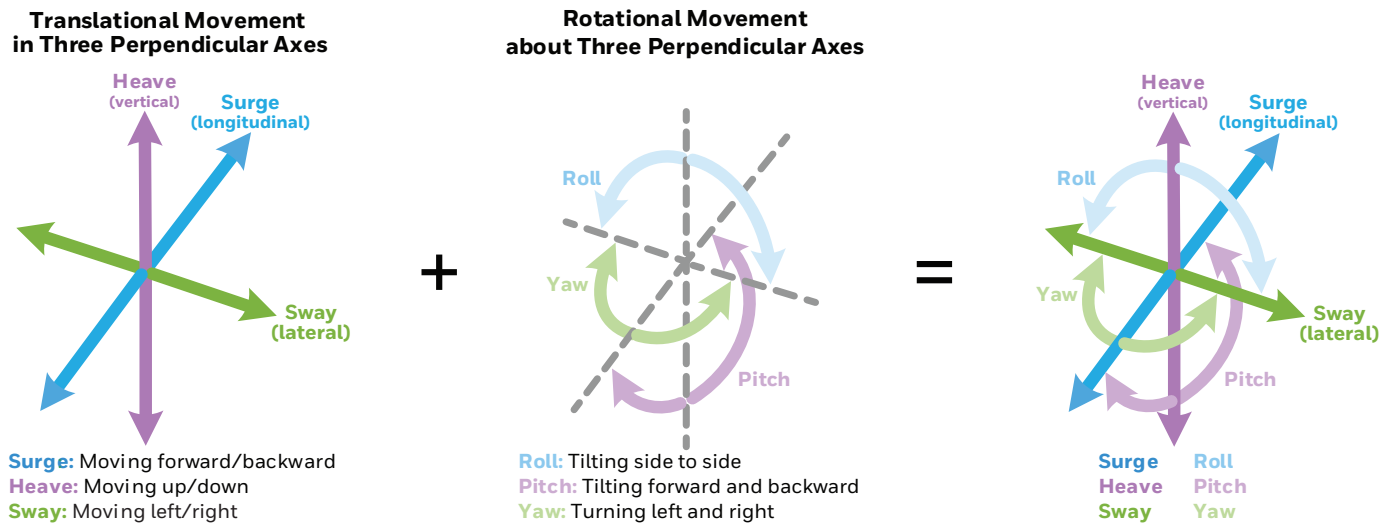 Translational Movement
in Three Perpendicular Axes
Heave
(vertical)
Surge
(longitudinal)
Sway
(lateral)
Surge: Moving forward/backward
Heave: Moving up/down
Sway: Moving left/right
+
Rotational Movement
about Three Perpendicular Axes
Roll
Yaw
Pitch
Roll: Tilting side to side
Pitch: Tilting forward and backward
Yaw: Turning left and right
=
Heave
(vertical)
Surge
(longitudinal)
Roll
Yaw
Sway
(lateral)
Pitch
Surge Roll
Heave Pitch
Sway Yaw